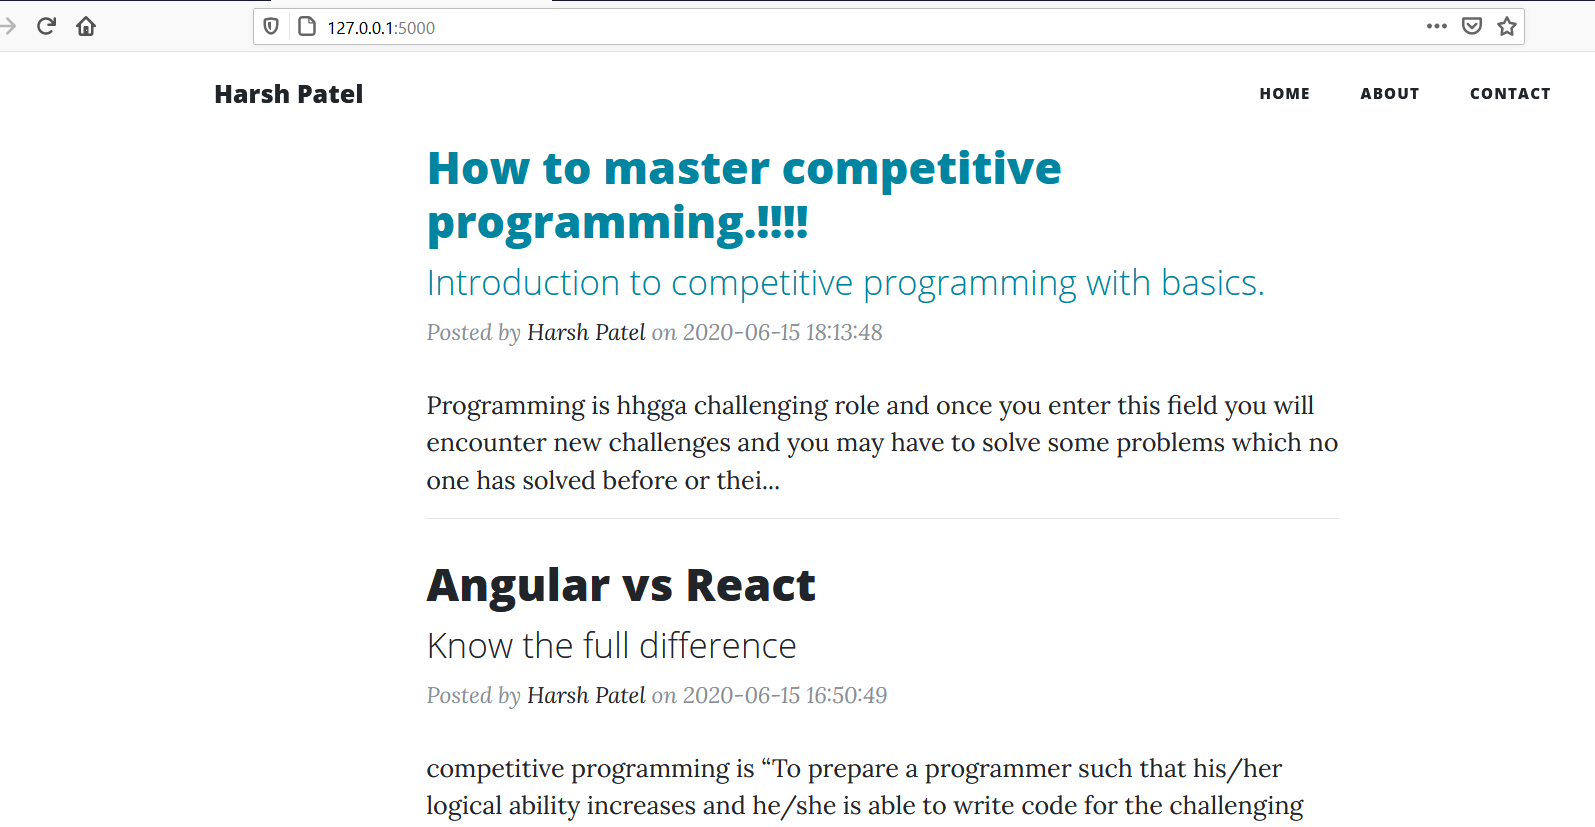 127.0.0.1:5000
Harsh Patel
HOME ABOUT CONTACT
How to master competitive
programming.!!!!
Introduction to competitive programming with basics.
Posted by Harsh Patel on 2020-06-15 18:13:48
Programming is hhgga challenging role and once you enter this field you will
encounter new challenges and you may have to solve some problems which no
one has solved before or thei...
Angular vs React
Know the full difference
Posted by Harsh Patel on 2020-06-15 16:50:49
competitive programming is “To prepare a programmer such that his/her
logical ability increases and he/she is able to write code for the challenging